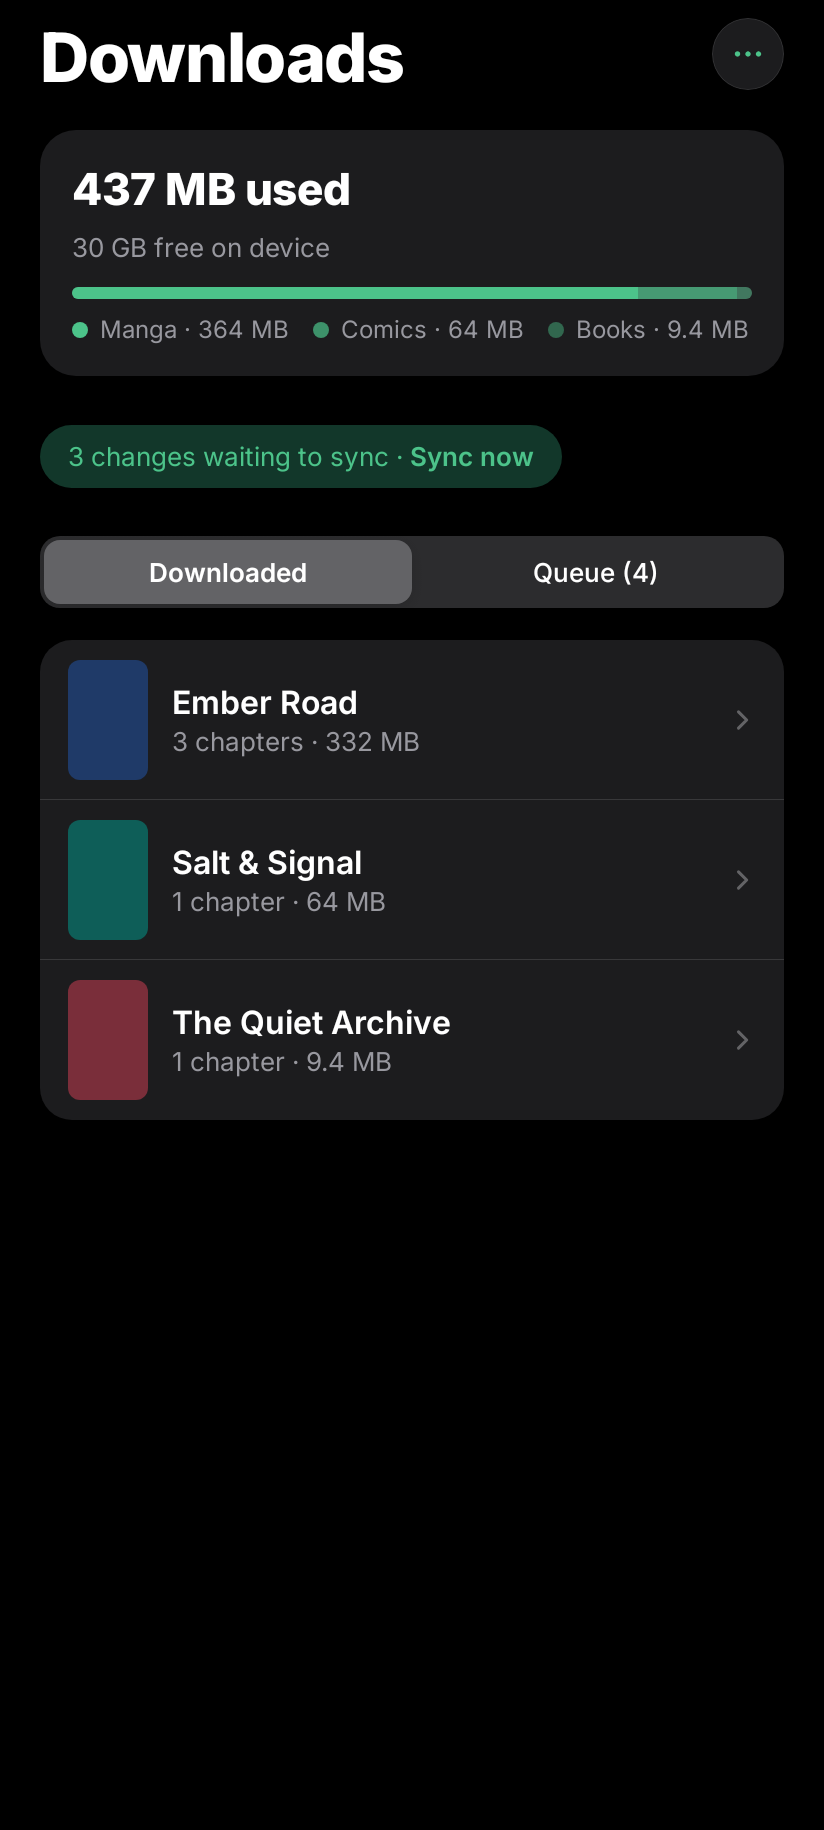 Downloads
437 MB used
30 GB free on device
Manga · 364 MB Comics · 64 MB Books · 9.4 MB
3 changes waiting to sync · Sync now
Downloaded Queue (4)
Ember Road
3 chapters · 332 MB
Salt & Signal
1 chapter · 64 MB
The Quiet Archive
1 chapter · 9.4 MB